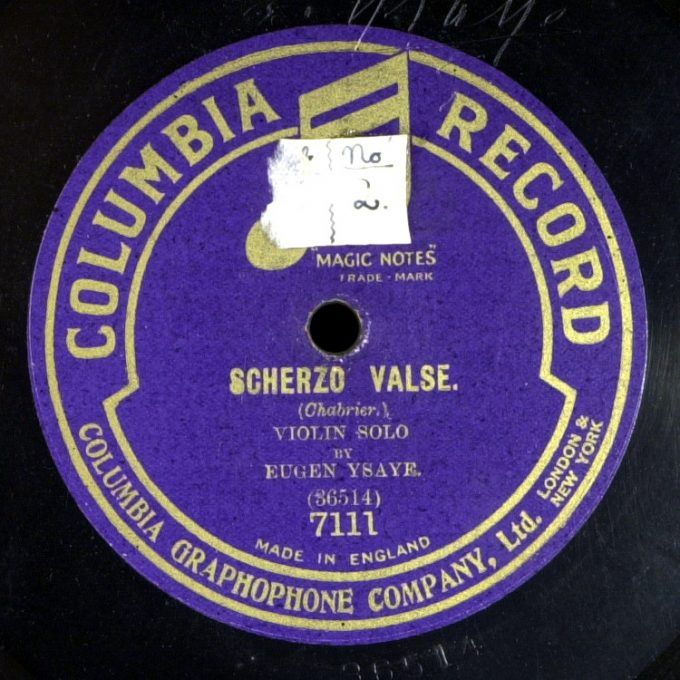 COLUMBIA RECORD
No
2.
"MAGIC NOTES"
TRADE-MARK
SCHERZO VALSE.
(Chabrier.)
VIOLIN SOLO
BY
EUGEN YSAYE.
(36514)
7111
MADE IN ENGLAND
COLUMBIA GRAPHOPHONE COMPANY, Ltd. LONDON &
NEW YORK
36514